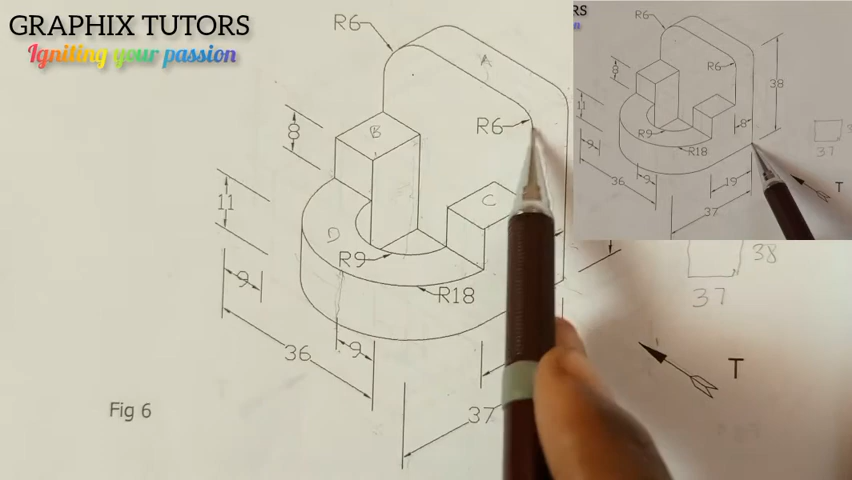 GRAPHIX TUTORS
Igniting your passion
R6
A
B
8
R6
C
11
D
R9
R18
9
36
9
37
Fig 6
T
38
37
RS
R6
R6
38
8
11
R9
8
R18
9
9
19
36
37
T
37